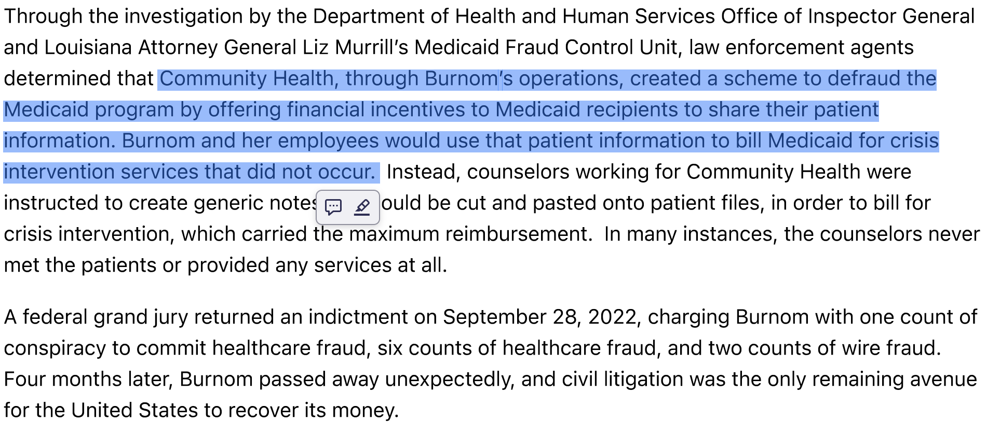 Through the investigation by the Department of Health and Human Services Office of Inspector General
and Louisiana Attorney General Liz Murrill’s Medicaid Fraud Control Unit, law enforcement agents
determined that Community Health, through Burnom’s operations, created a scheme to defraud the
Medicaid program by offering financial incentives to Medicaid recipients to share their patient
information. Burnom and her employees would use that patient information to bill Medicaid for crisis
intervention services that did not occur.  Instead, counselors working for Community Health were
instructed to create generic notes ould be cut and pasted onto patient files, in order to bill for
crisis intervention, which carried the maximum reimbursement.  In many instances, the counselors never
met the patients or provided any services at all.
A federal grand jury returned an indictment on September 28, 2022, charging Burnom with one count of
conspiracy to commit healthcare fraud, six counts of healthcare fraud, and two counts of wire fraud.
Four months later, Burnom passed away unexpectedly, and civil litigation was the only remaining avenue
for the United States to recover its money.